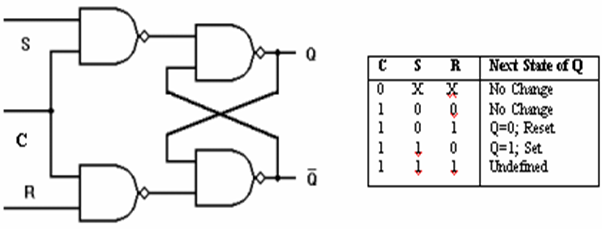 S
C
R
Q
Q̅
C S R Next State of Q
0 X X No Change
1 0 0 No Change
1 0 1 Q=0; Reset
1 1 0 Q=1; Set
1 1 1 Undefined